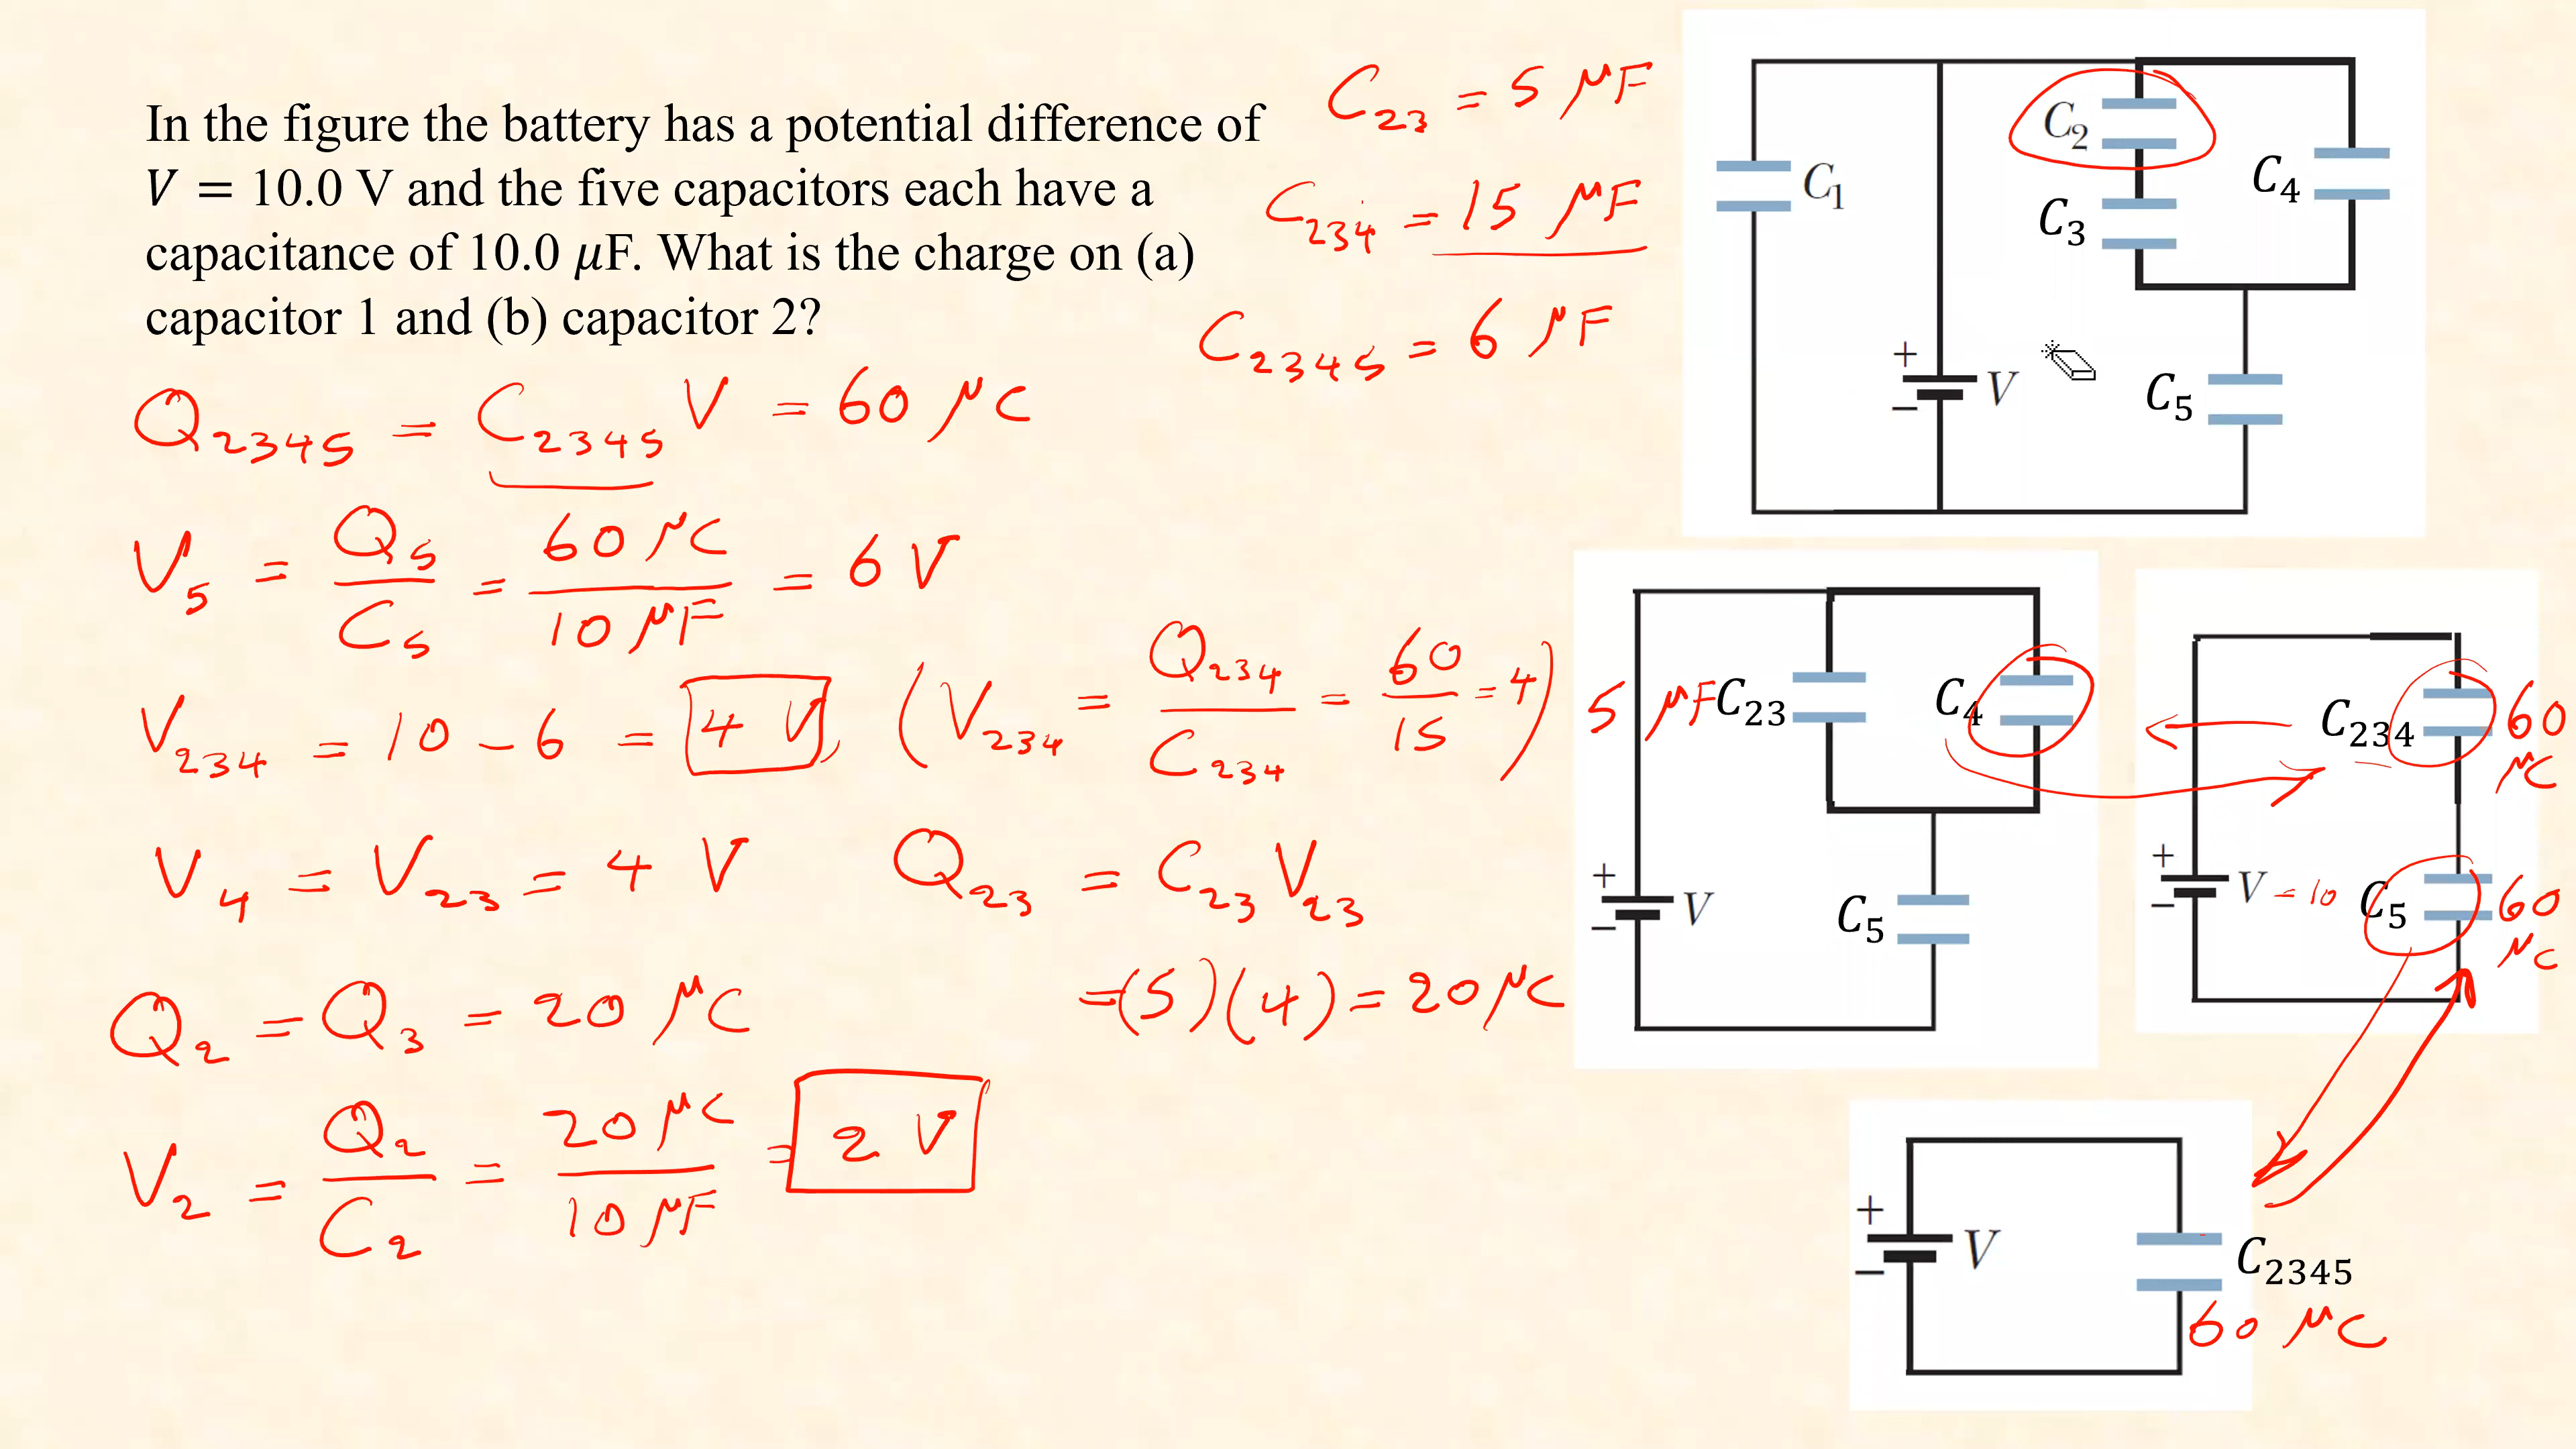 In the figure the battery has a potential difference of
V = 10.0 V and the five capacitors each have a
capacitance of 10.0 μF. What is the charge on (a)
capacitor 1 and (b) capacitor 2?
C₂₃ = 5 μF
C₂₃₄ = 15 μF
C₂₃₄₅ = 6 μF
Q₂₃₄₅ = C₂₃₄₅ V = 60 μC
V₅ = Q₅/C₅ = 60 μC/10 μF = 6 V
V₂₃₄ = 10 - 6 = 4 V, (V₂₃₄ = Q₂₃₄/C₂₃₄ = 60/15 = 4)
V₄ = V₂₃ = 4 V
Q₂₃ = C₂₃ V₂₃
=(5)(4) = 20 μC
Q₂ = Q₃ = 20 μC
V₂ = Q₂/C₂ = 20 μC/10 μF = 2 V
C₁
C₂
C₃
C₄
+
− V
C₅
5 μF C₂₃
C₄
+
− V
C₅
C₂₃₄ 60 μC
+
− V = 10
C₅ 60 μC
+
− V
C₂₃₄₅
60 μC